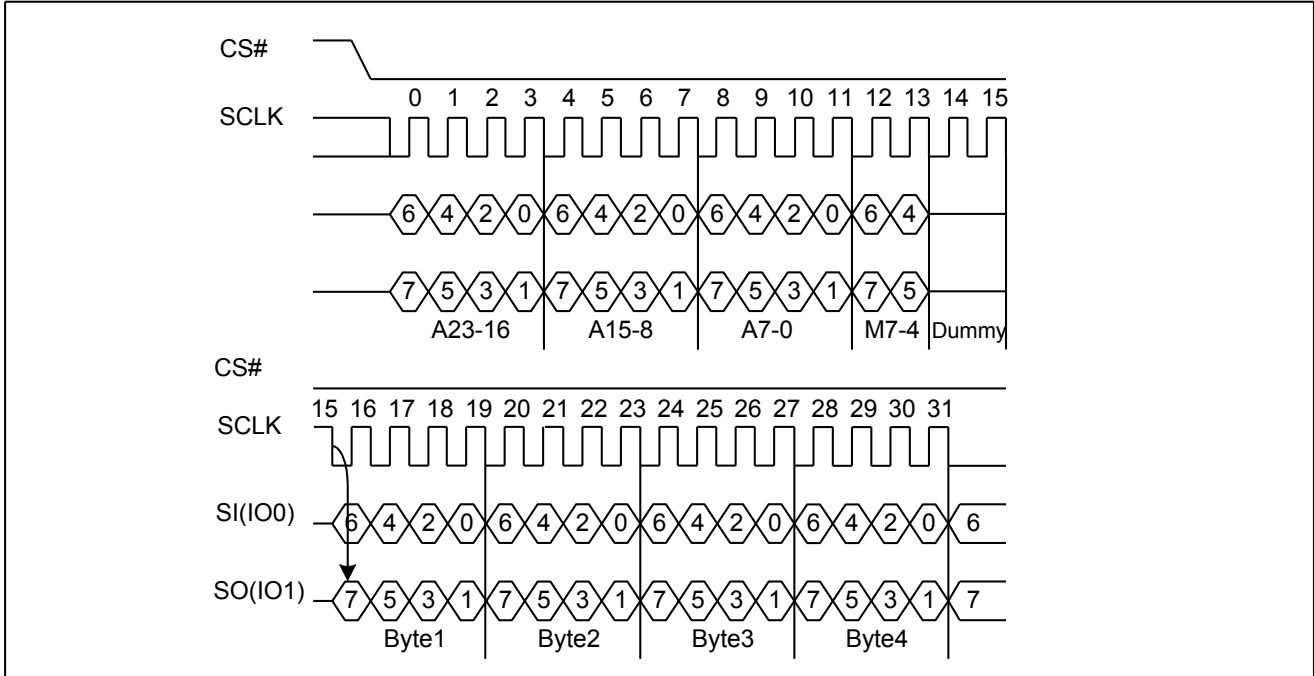 CS#
0 1 2 3 4 5 6 7 8 9 10 11 12 13 14 15
SCLK
6 4 2 0 6 4 2 0 6 4 2 0 6 4
7 5 3 1 7 5 3 1 7 5 3 1 7 5
A23-16 A15-8 A7-0 M7-4 Dummy
CS#
15 16 17 18 19 20 21 22 23 24 25 26 27 28 29 30 31
SCLK
SI(IO0) 6 4 2 0 6 4 2 0 6 4 2 0 6 4 2 0 6
SO(IO1) 7 5 3 1 7 5 3 1 7 5 3 1 7 5 3 1 7
Byte1 Byte2 Byte3 Byte4